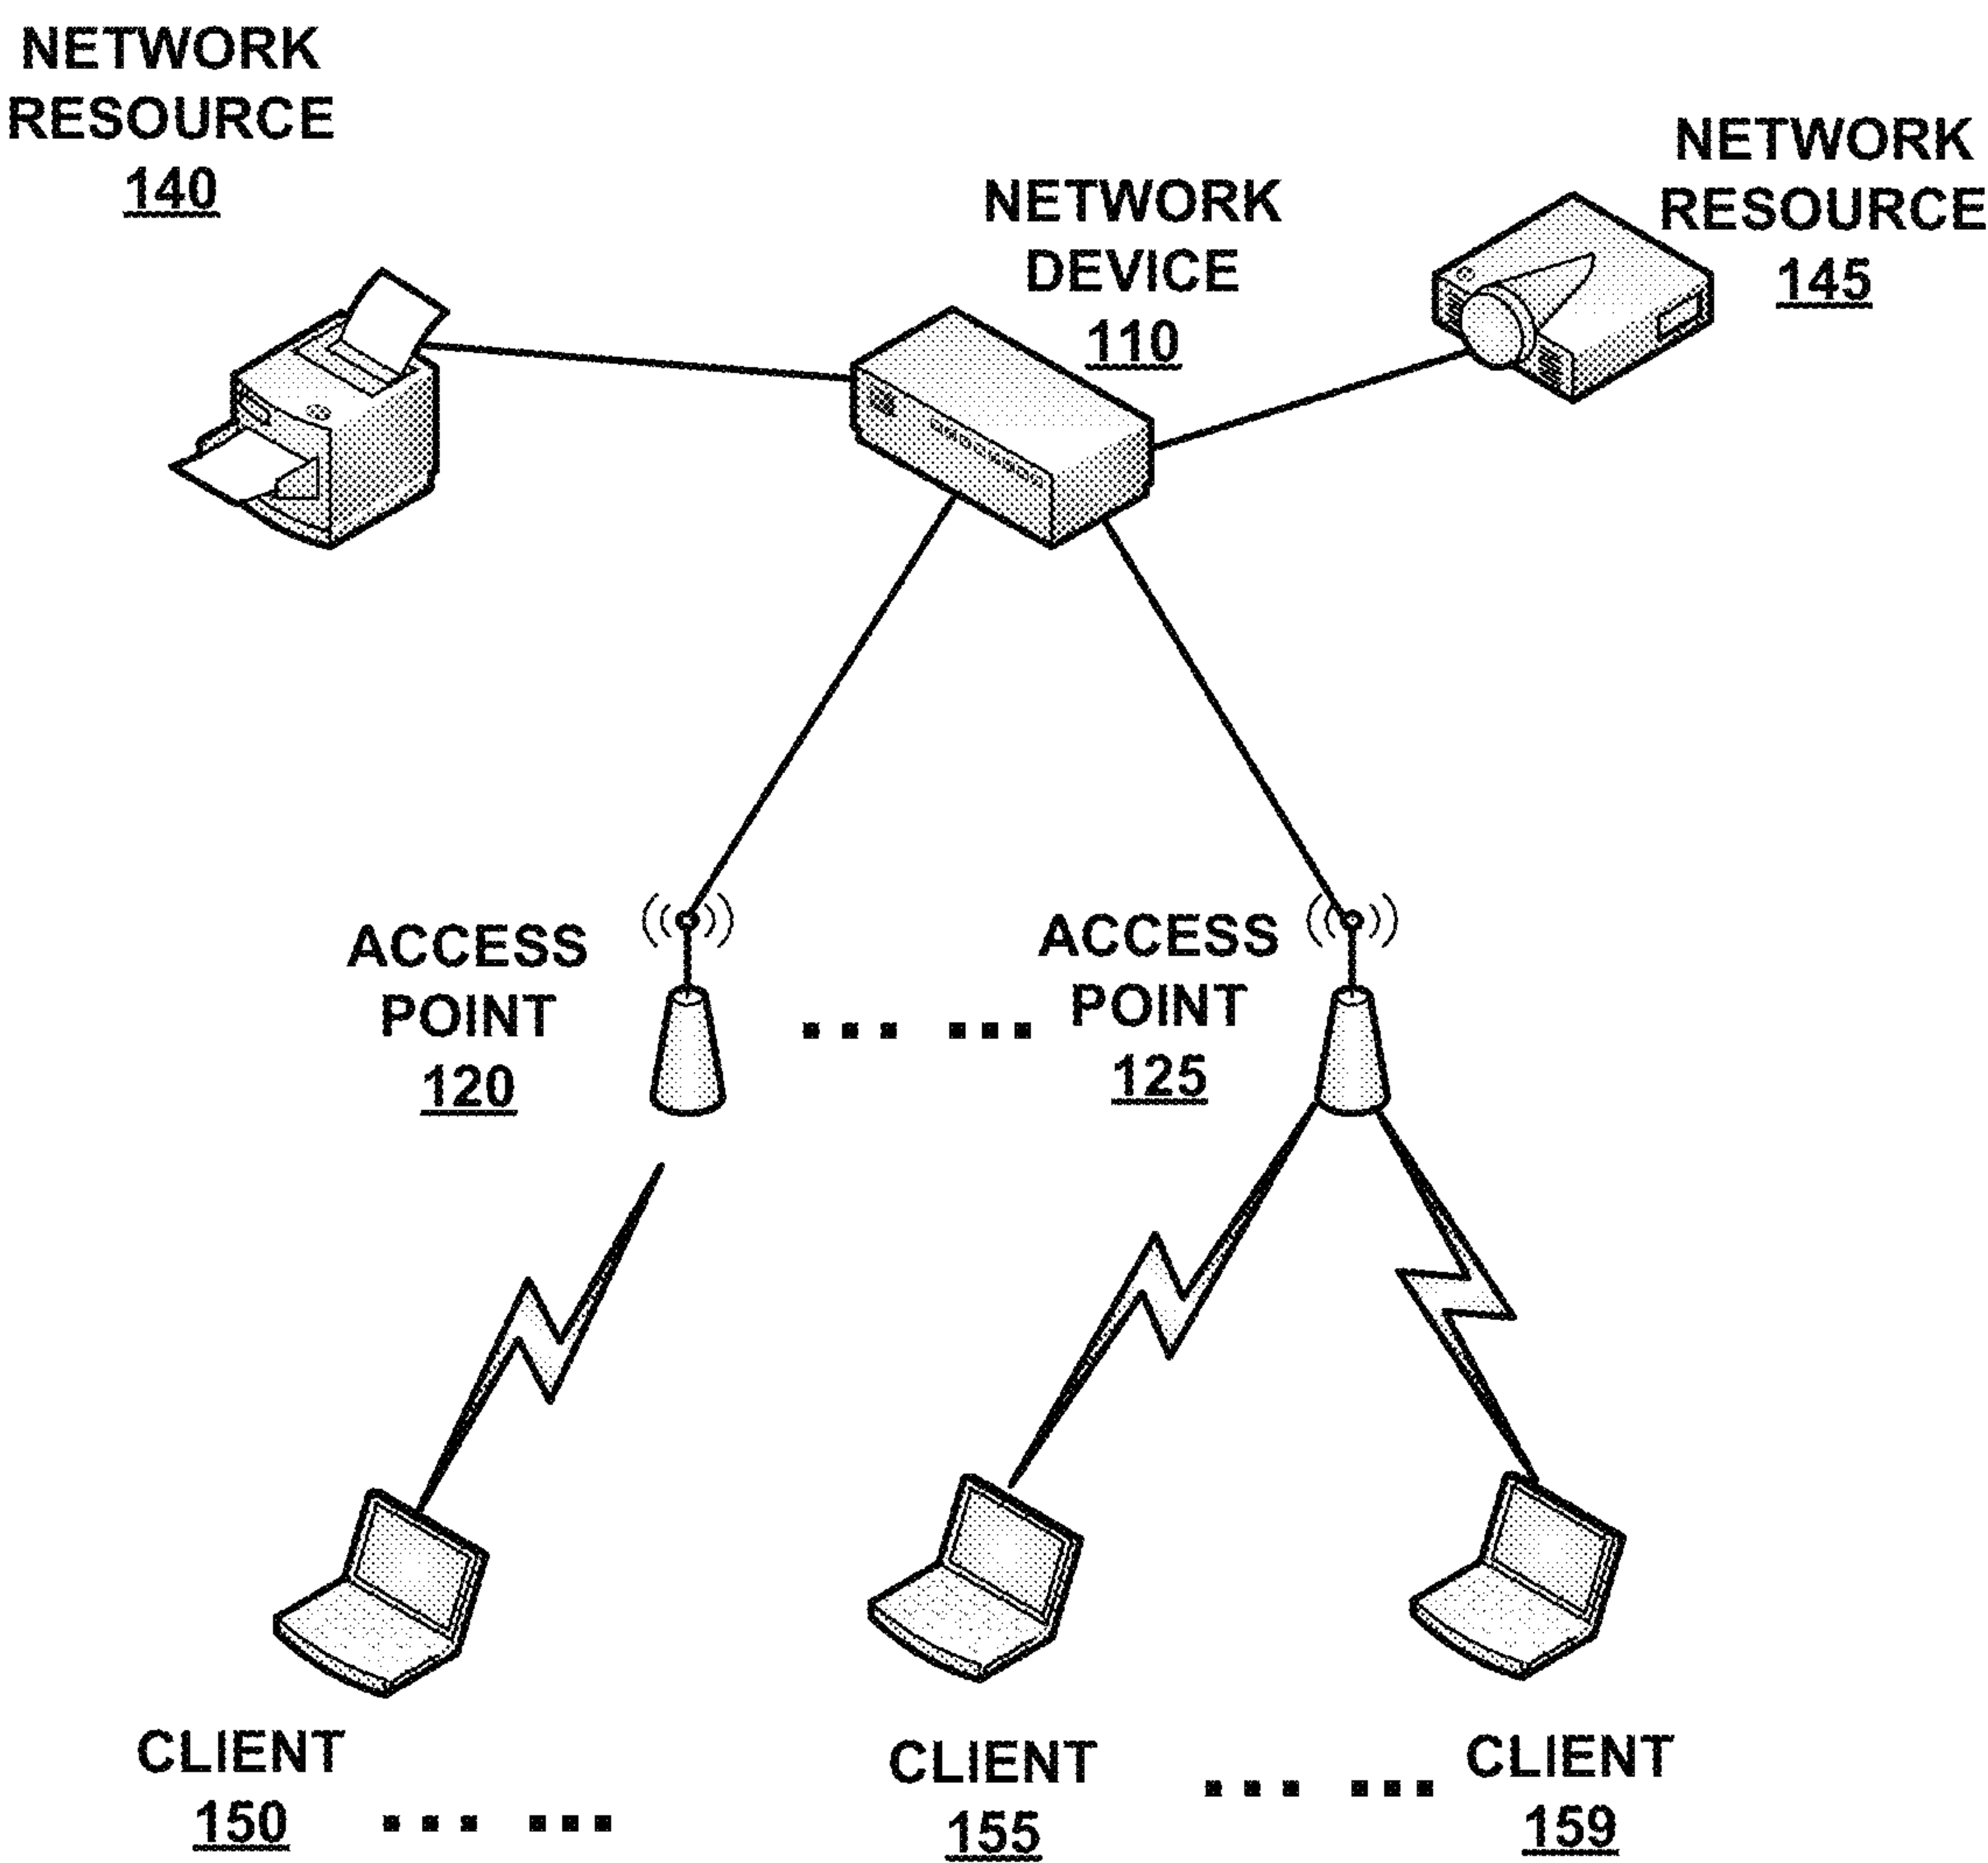 NETWORK
RESOURCE
140
NETWORK
DEVICE
110
NETWORK
RESOURCE
145
ACCESS
POINT
120
... ...
ACCESS
POINT
125
CLIENT
150
... ...
CLIENT
155
... ...
CLIENT
159